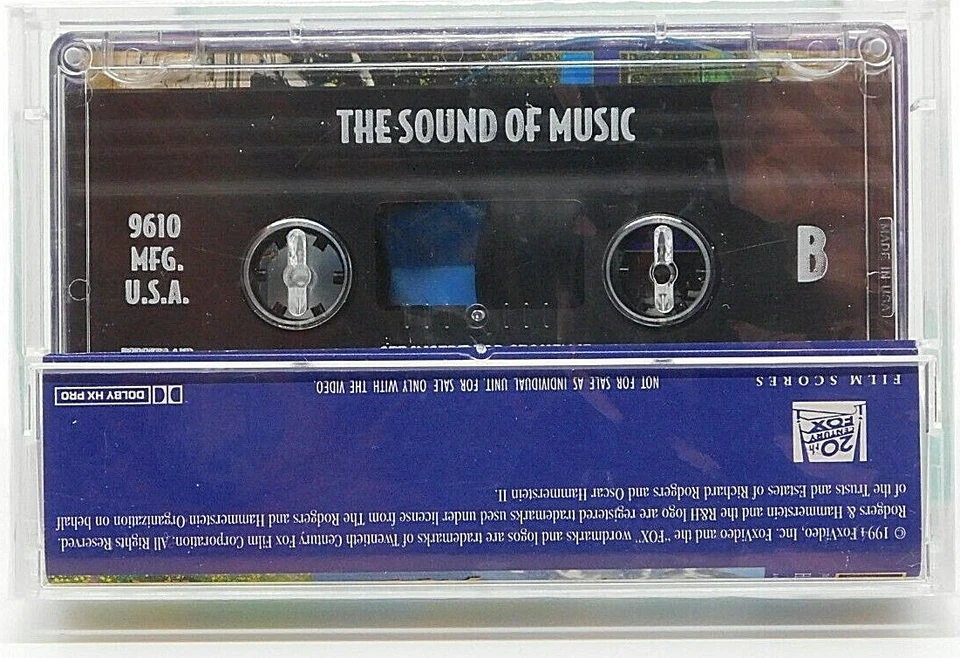 THE SOUND OF MUSIC
9610
MFG.
U.S.A.
B
MADE IN USA
© 1994 FoxVideo, Inc. FoxVideo and the "FOX" wordmarks and logos are trademarks of Twentieth Century Fox Film Corporation. All Rights Reserved.
Rodgers & Hammerstein and the R&H logo are registered trademarks used under license from The Rodgers and Hammerstein Organization on behalf
of the Trusts and Estates of Richard Rodgers and Oscar Hammerstein II.
20th
CENTURY
FOX
FILM SCORES
NOT FOR SALE AS INDIVIDUAL UNIT. FOR SALE ONLY WITH THE VIDEO.
DOLBY HX PRO